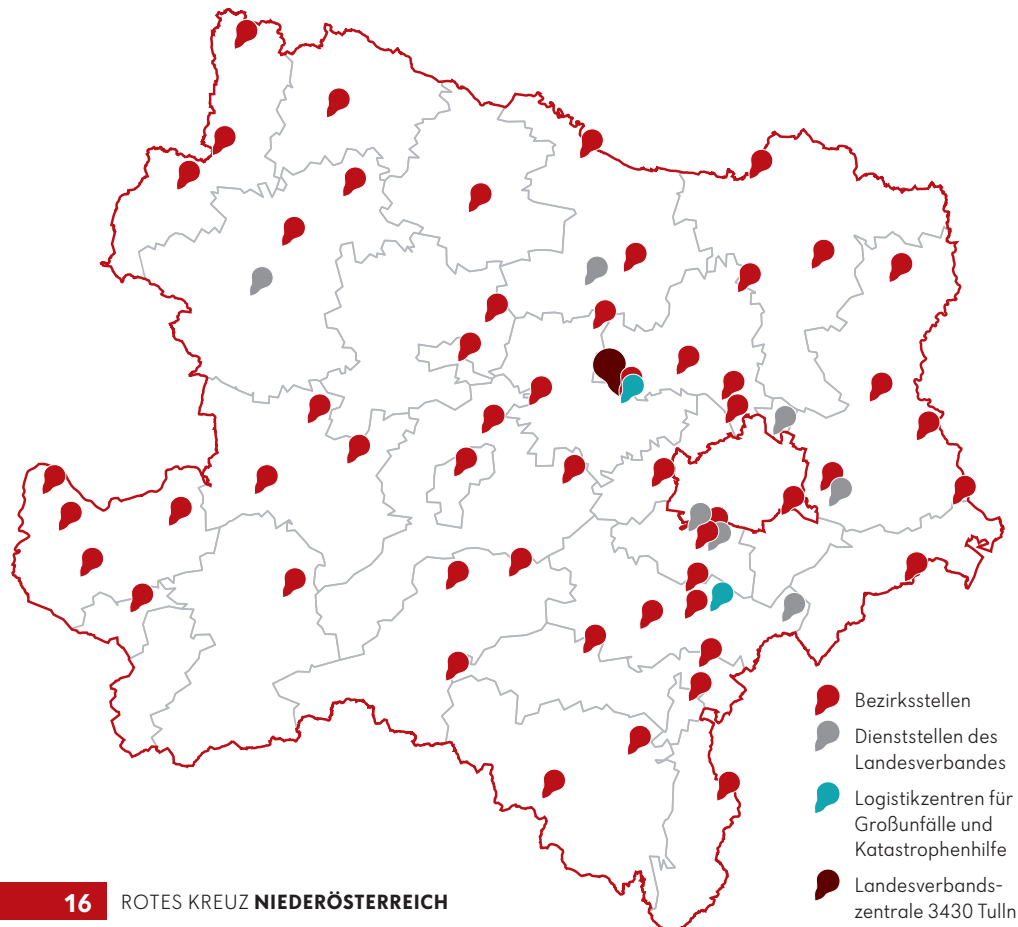 Bezirksstellen
Dienststellen des
Landesverbandes
Logistikzentren für
Großunfälle und
Katastrophenhilfe
Landesverbands-
zentrale 3430 Tulln
16 ROTES KREUZ NIEDERÖSTERREICH